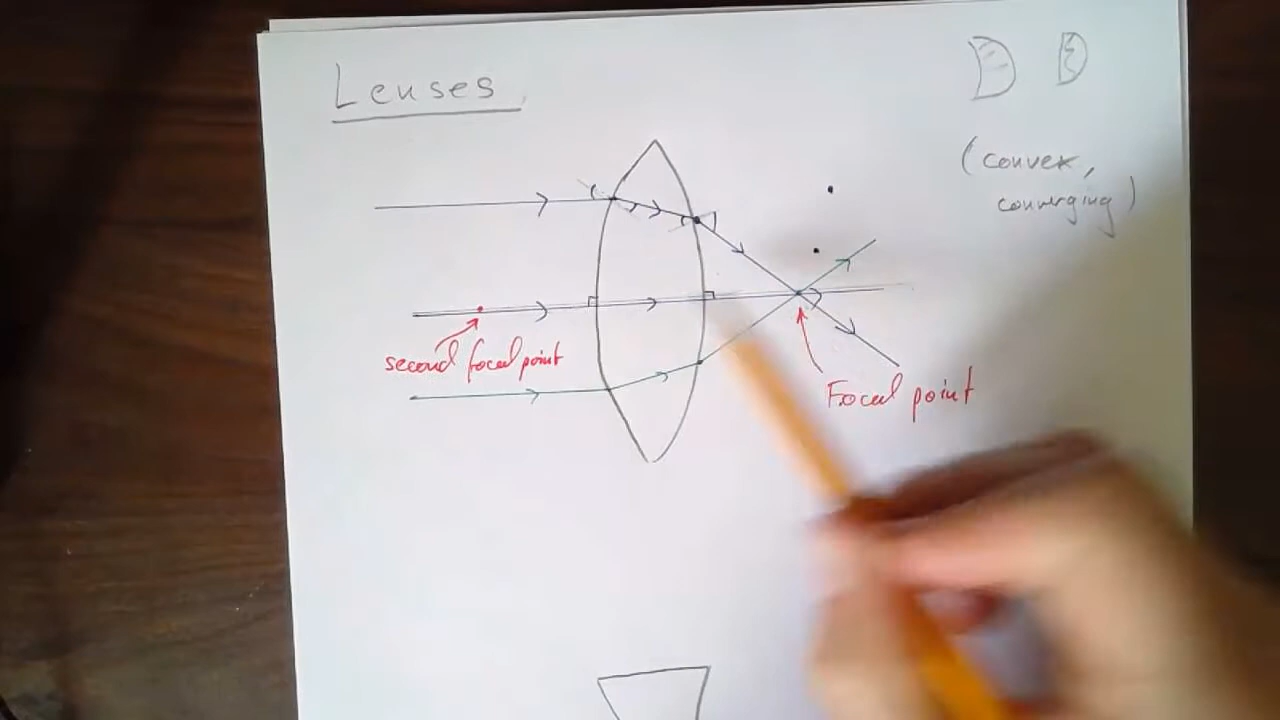 Lenses
(convex,
converging)
second focal point
Focal point